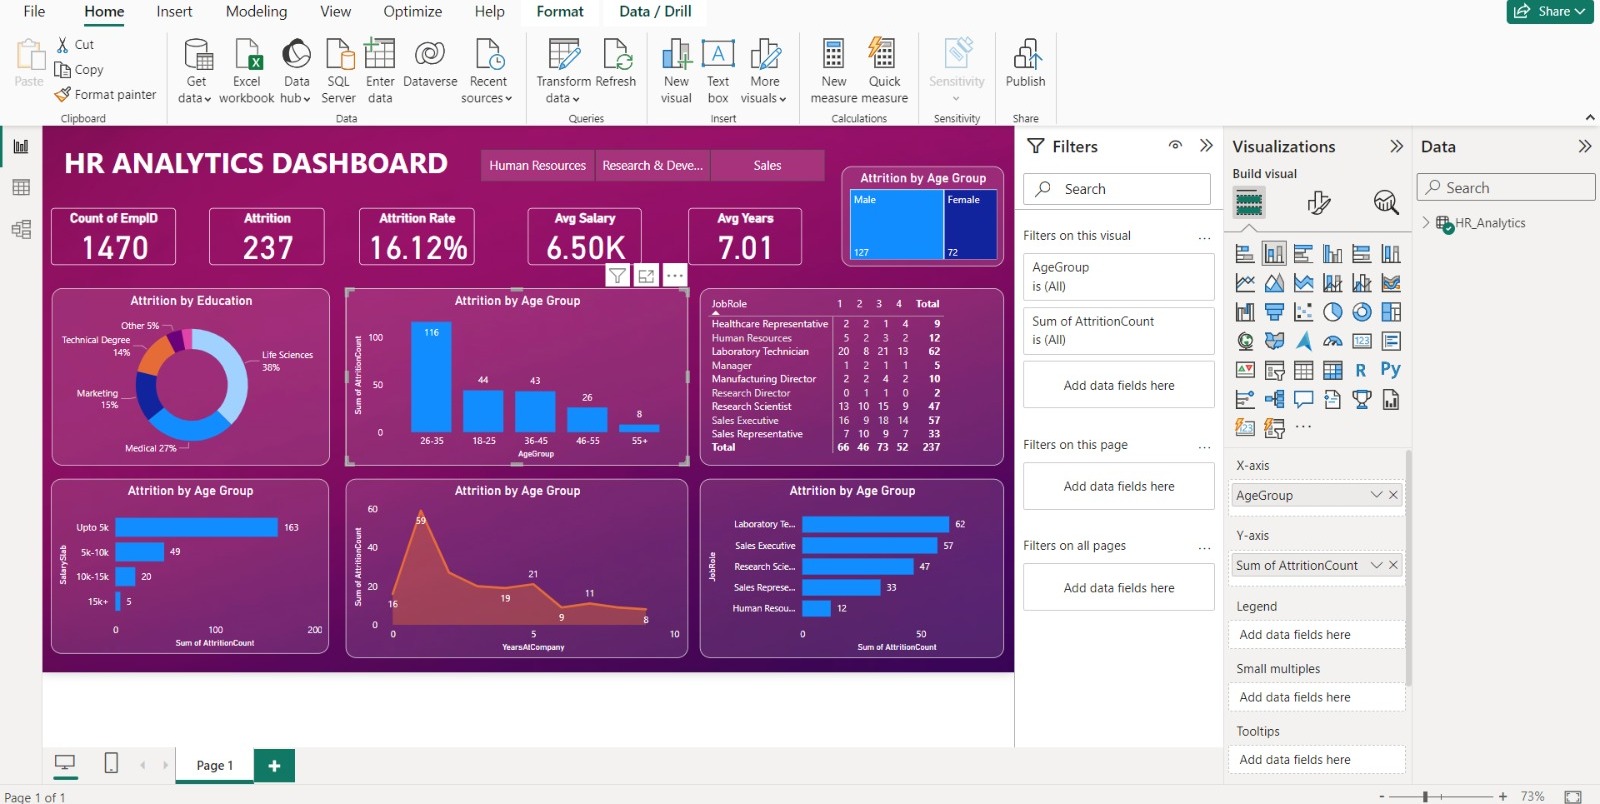 File Home Insert Modeling View Optimize Help Format Data / Drill Share
Paste
Cut
Copy
Format painter
Clipboard
Get data
Excel workbook
Data hub
SQL Server
Enter data
Dataverse
Recent sources
Data
Transform data
Refresh
Queries
New visual
Text box
More visuals
Insert
New measure
Quick measure
Calculations
Sensitivity
Sensitivity
Publish
Share
HR ANALYTICS DASHBOARD
Human Resources Research & Deve... Sales
Count of EmpID
1470
Attrition
237
Attrition Rate
16.12%
Avg Salary
6.50K
Avg Years
7.01
Attrition by Age Group
Male Female
127 72
Attrition by Education
Other 5%
Technical Degree
14%
Life Sciences
38%
Marketing
15%
Medical 27%
Attrition by Age Group
Sum of AttritionCount
100
50
0
116
44
43
26
8
26-35 18-25 36-45 46-55 55+
AgeGroup
JobRole 1 2 3 4 Total
Healthcare Representative 2 2 1 4 9
Human Resources 5 2 3 2 12
Laboratory Technician 20 8 21 13 62
Manager 1 2 1 1 5
Manufacturing Director 2 2 4 2 10
Research Director 0 1 1 0 2
Research Scientist 13 10 15 9 47
Sales Executive 16 9 18 14 57
Sales Representative 7 10 9 7 33
Total 66 46 73 52 237
Attrition by Age Group
SalarySlab
Upto 5k 163
5k-10k 49
10k-15k 20
15k+ 5
0 100 200
Sum of AttritionCount
Attrition by Age Group
Sum of AttritionCount
60
40
20
0
16
59
19
21
9
11
8
0 5 10
YearsAtCompany
Attrition by Age Group
JobRole
Laboratory Te... 62
Sales Executive 57
Research Scie... 47
Sales Represe... 33
Human Resou... 12
0 50
Sum of AttritionCount
Filters
Search
Filters on this visual ...
AgeGroup
is (All)
Sum of AttritionCount
is (All)
Add data fields here
Filters on this page ...
Add data fields here
Filters on all pages ...
Add data fields here
Visualizations
Build visual
123
R Py
123
...
X-axis
AgeGroup
Y-axis
Sum of AttritionCount
Legend
Add data fields here
Small multiples
Add data fields here
Tooltips
Add data fields here
Data
Search
HR_Analytics
Page 1 +
Page 1 of 1
- + 73%